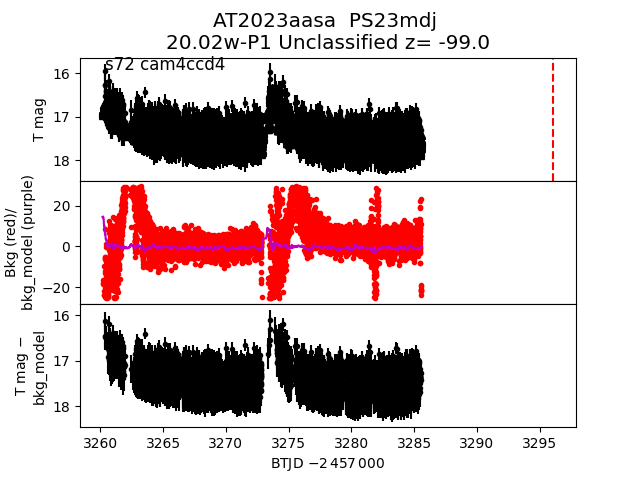 AT2023aasa  PS23mdj
20.02w-P1 Unclassified z= -99.0
s72 cam4ccd4
T mag
16
17
18
Bkg (red)/
bkg_model (purple)
20
0
−20
T mag −
bkg_model
16
17
18
3260 3265 3270 3275 3280 3285 3290 3295
BTJD −2 457 000